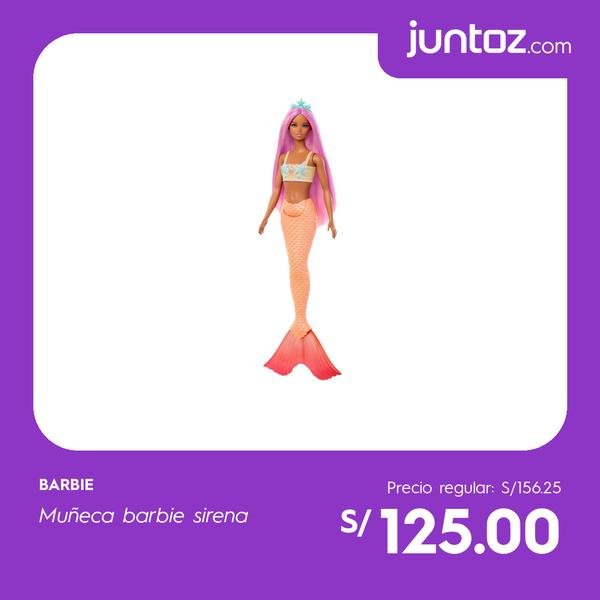 juntoz.com
BARBIE
Muñeca barbie sirena
Precio regular: S/156.25
S/125.00